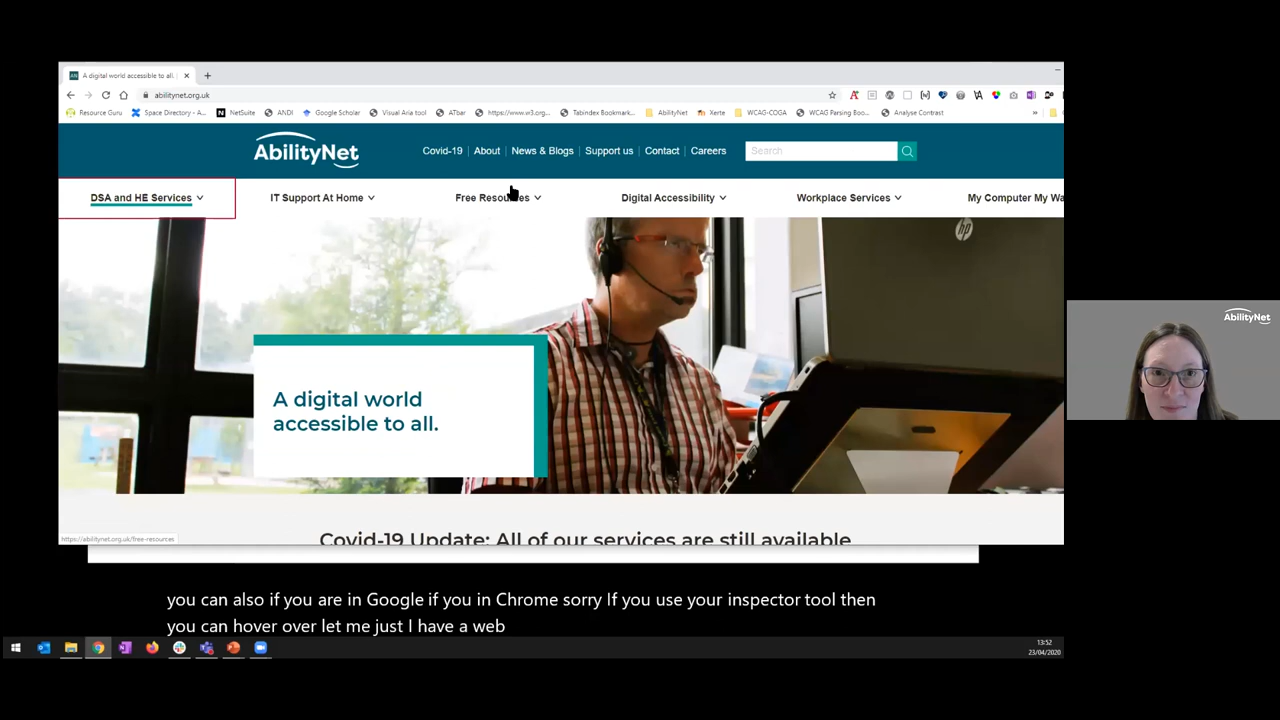 A digital world accessible to all.
abilitynet.org.uk
Resource Guru Space Directory - A... NetSuite ANDI Google Scholar Visual Aria tool ATbar https://www.w3.org... Tabindex Bookmark... AbilityNet Xerte WCAG-COGA WCAG Parsing Boo... Analyse Contrast »
AbilityNet
Covid-19 About News & Blogs Support us Contact Careers Search
DSA and HE Services IT Support At Home Free Resources Digital Accessibility Workplace Services My Computer My Wa
hp
A digital world
accessible to all.
AbilityNet
Covid-19 Update: All of our services are still available
https://abilitynet.org.uk/free-resources
you can also if you are in Google if you in Chrome sorry If you use your inspector tool then
you can hover over let me just I have a web
13:52
23/04/2020